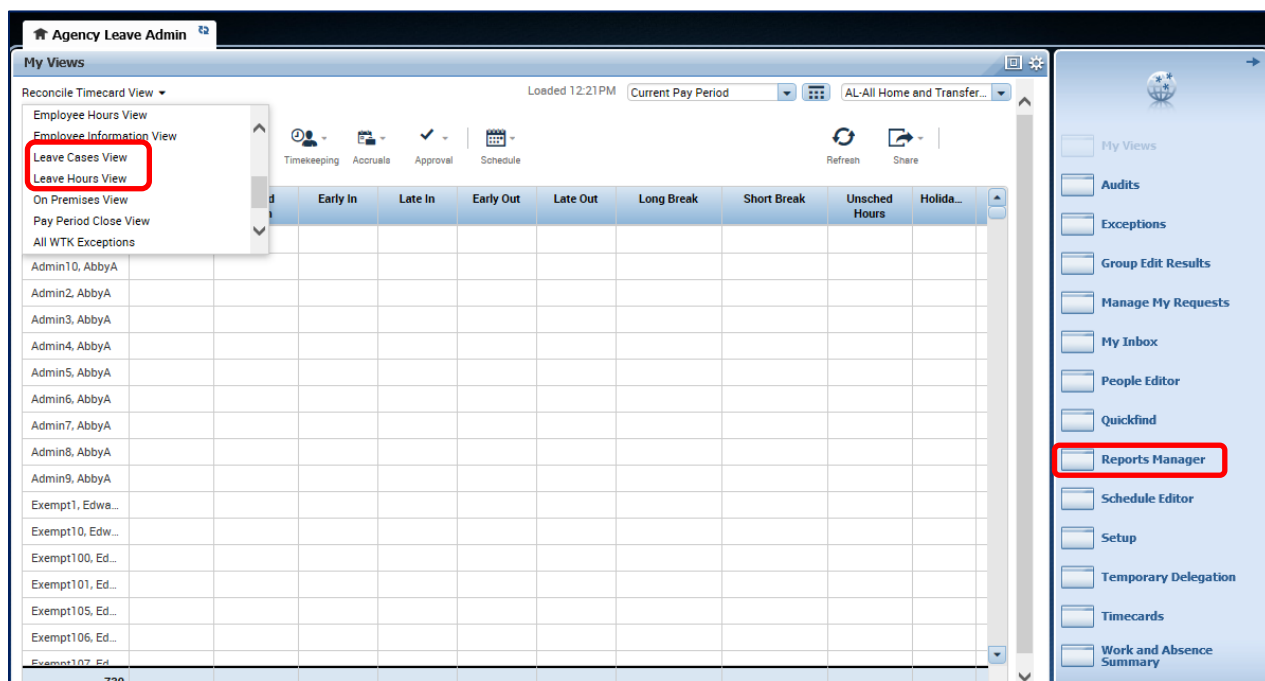 Agency Leave Admin
My Views
Reconcile Timecard View
Loaded 12:21PM
Current Pay Period
AL-All Home and Transfer...
Employee Hours View
Employee Information View
Leave Cases View
Leave Hours View
On Premises View
Pay Period Close View
All WTK Exceptions
Timekeeping
Accruals
Approval
Schedule
Refresh
Share
Early In
Late In
Early Out
Late Out
Long Break
Short Break
Unsched
Hours
Holida...
Admin10, AbbyA
Admin2, AbbyA
Admin3, AbbyA
Admin4, AbbyA
Admin5, AbbyA
Admin6, AbbyA
Admin7, AbbyA
Admin8, AbbyA
Admin9, AbbyA
Exempt1, Edwa...
Exempt10, Edw...
Exempt100, Ed...
Exempt101, Ed...
Exempt105, Ed...
Exempt106, Ed...
Exempt107, Ed
My Views
Audits
Exceptions
Group Edit Results
Manage My Requests
My Inbox
People Editor
Quickfind
Reports Manager
Schedule Editor
Setup
Temporary Delegation
Timecards
Work and Absence
Summary